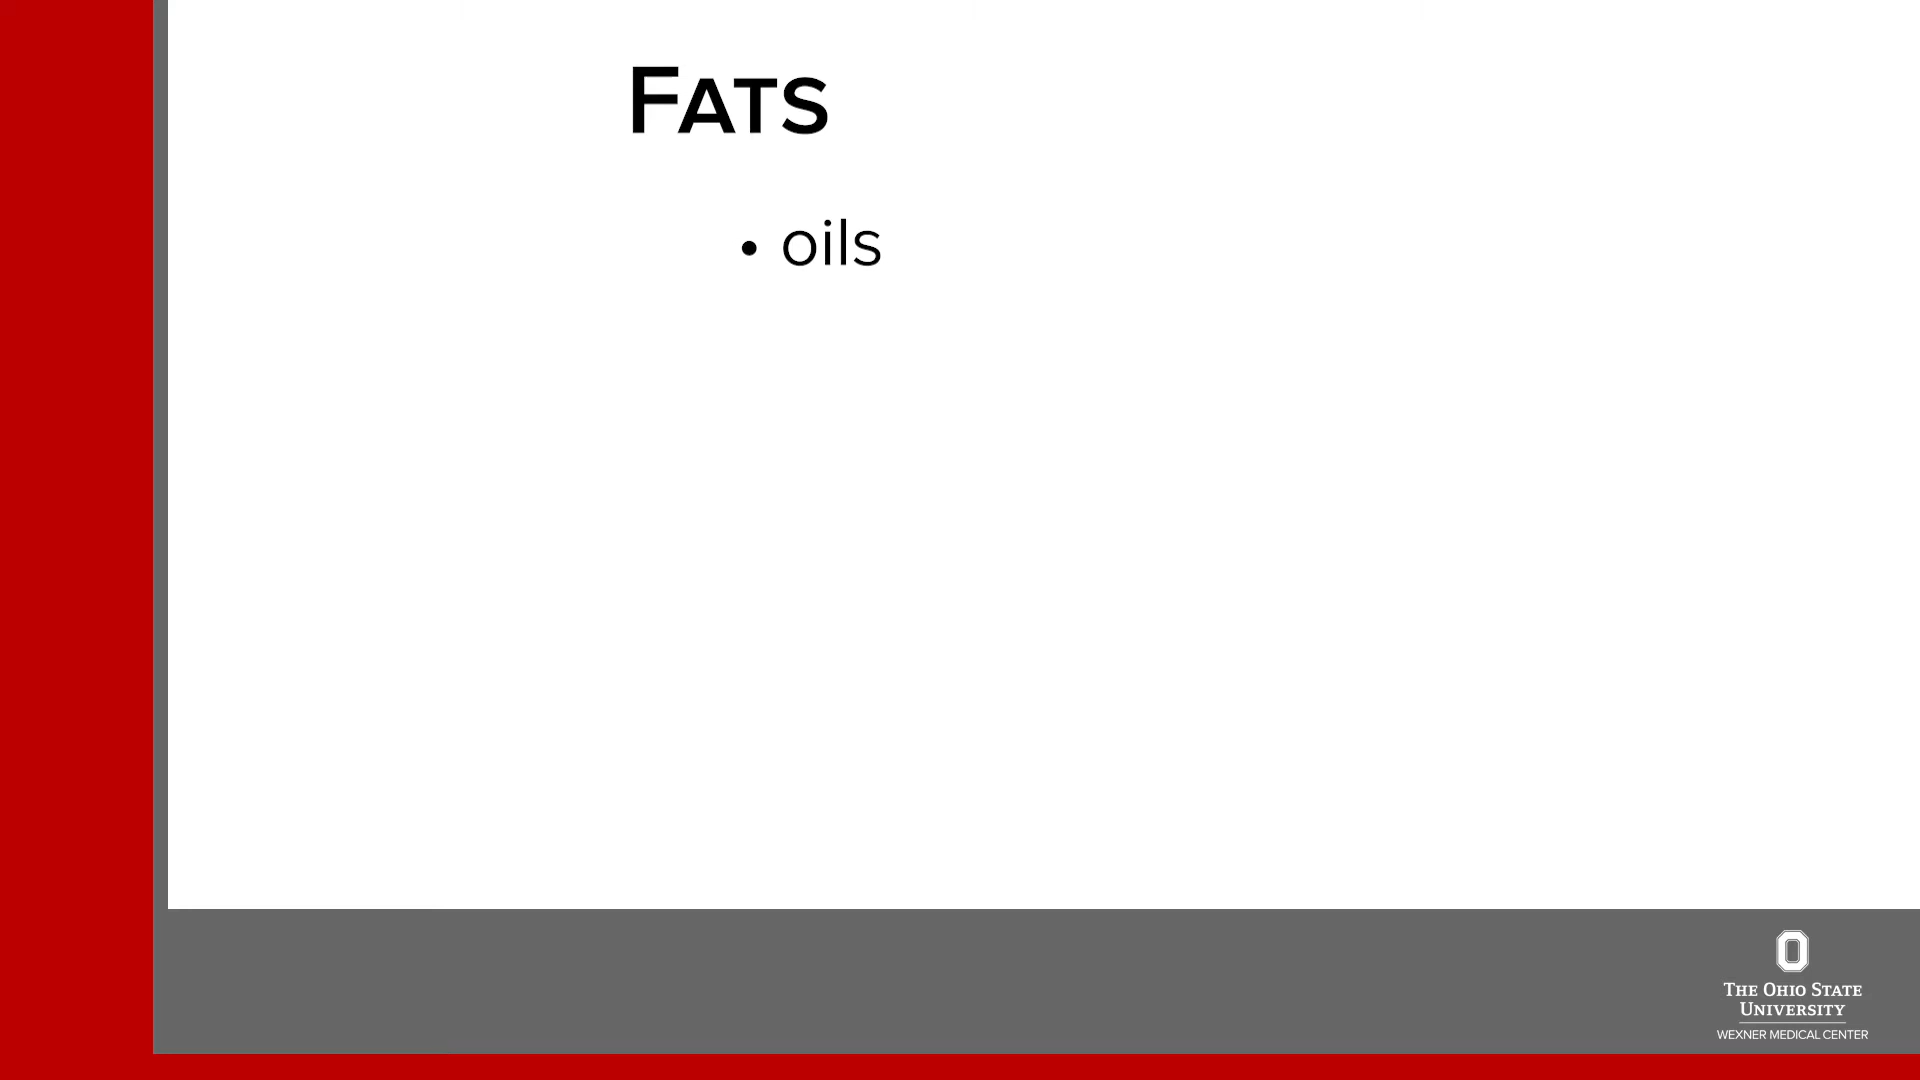 FATS
• oils
THE OHIO STATE
UNIVERSITY
WEXNER MEDICAL CENTER